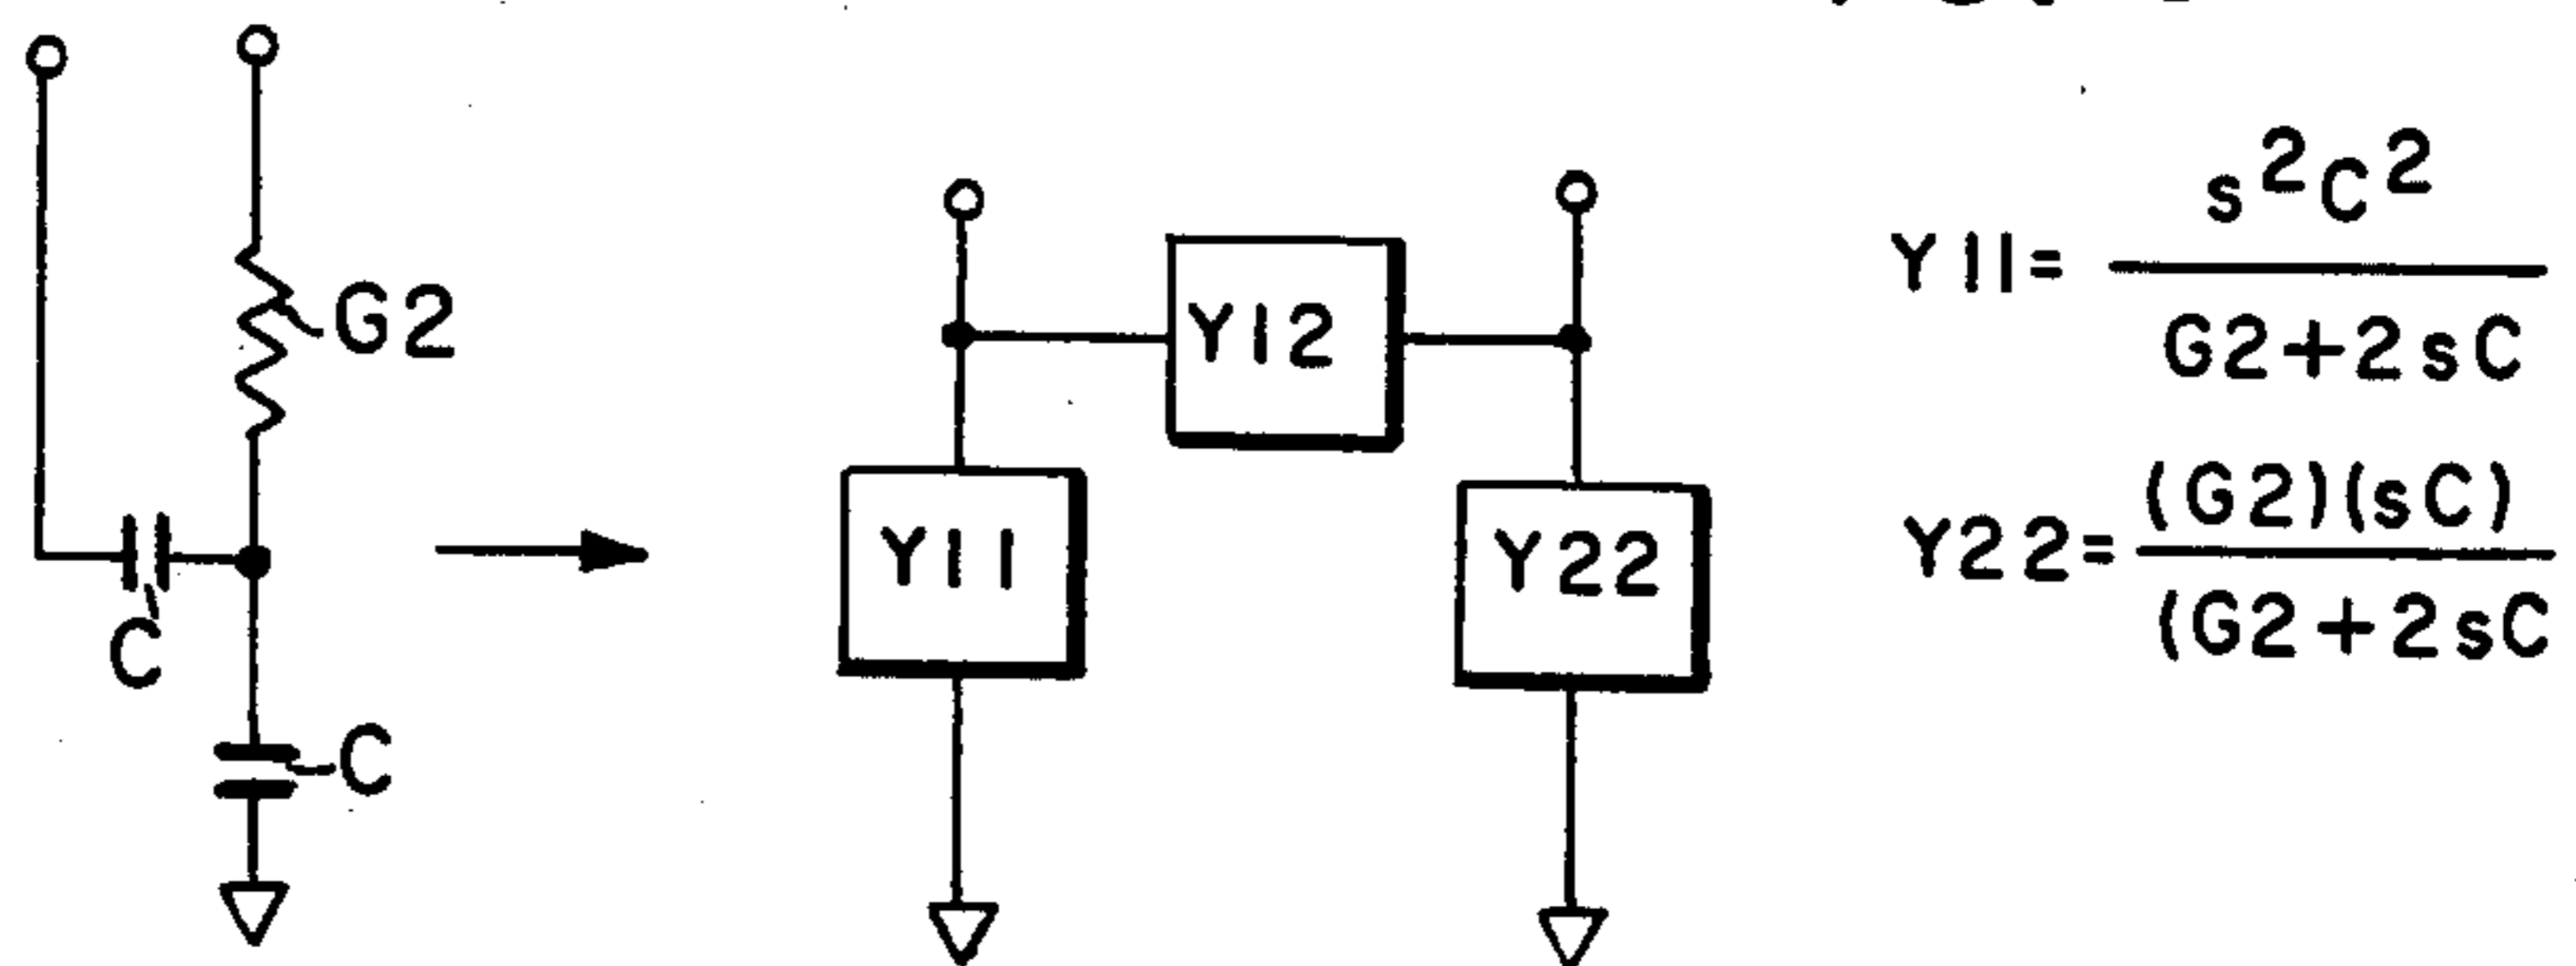 G2
C
C
Y12
Y11
Y22
Y11= s²C² / G2+2sC
Y22= (G2)(sC) / (G2+2sC